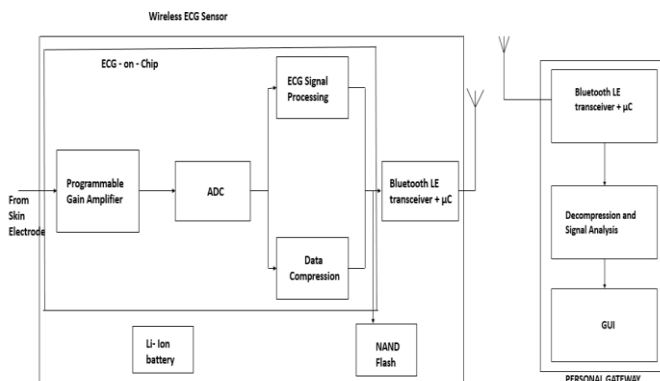 Wireless ECG Sensor
ECG - on - Chip
ECG Signal
Processing
Programmable
Gain Amplifier
ADC
Bluetooth LE
transceiver + μC
From
Skin
Electrode
Data
Compression
Li- Ion
battery
NAND
Flash
Bluetooth LE
transceiver + μC
Decompression and
Signal Analysis
GUI
PERSONAL GATEWAY